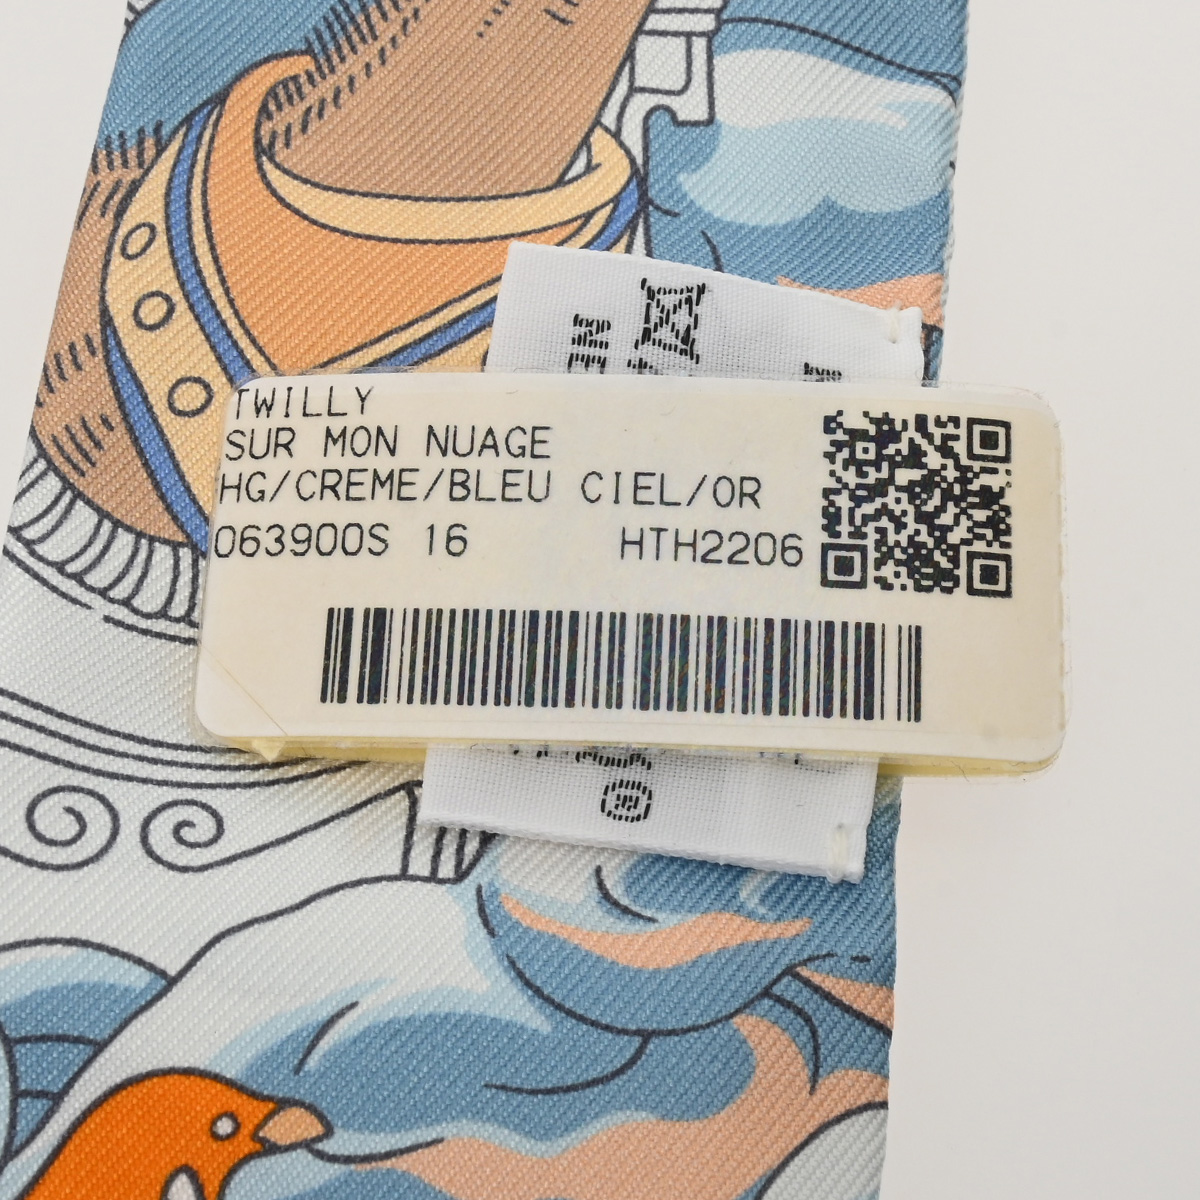 TWILLY
SUR MON NUAGE
HG/CREME/BLEU CIEL/OR
063900S 16 HTH2206